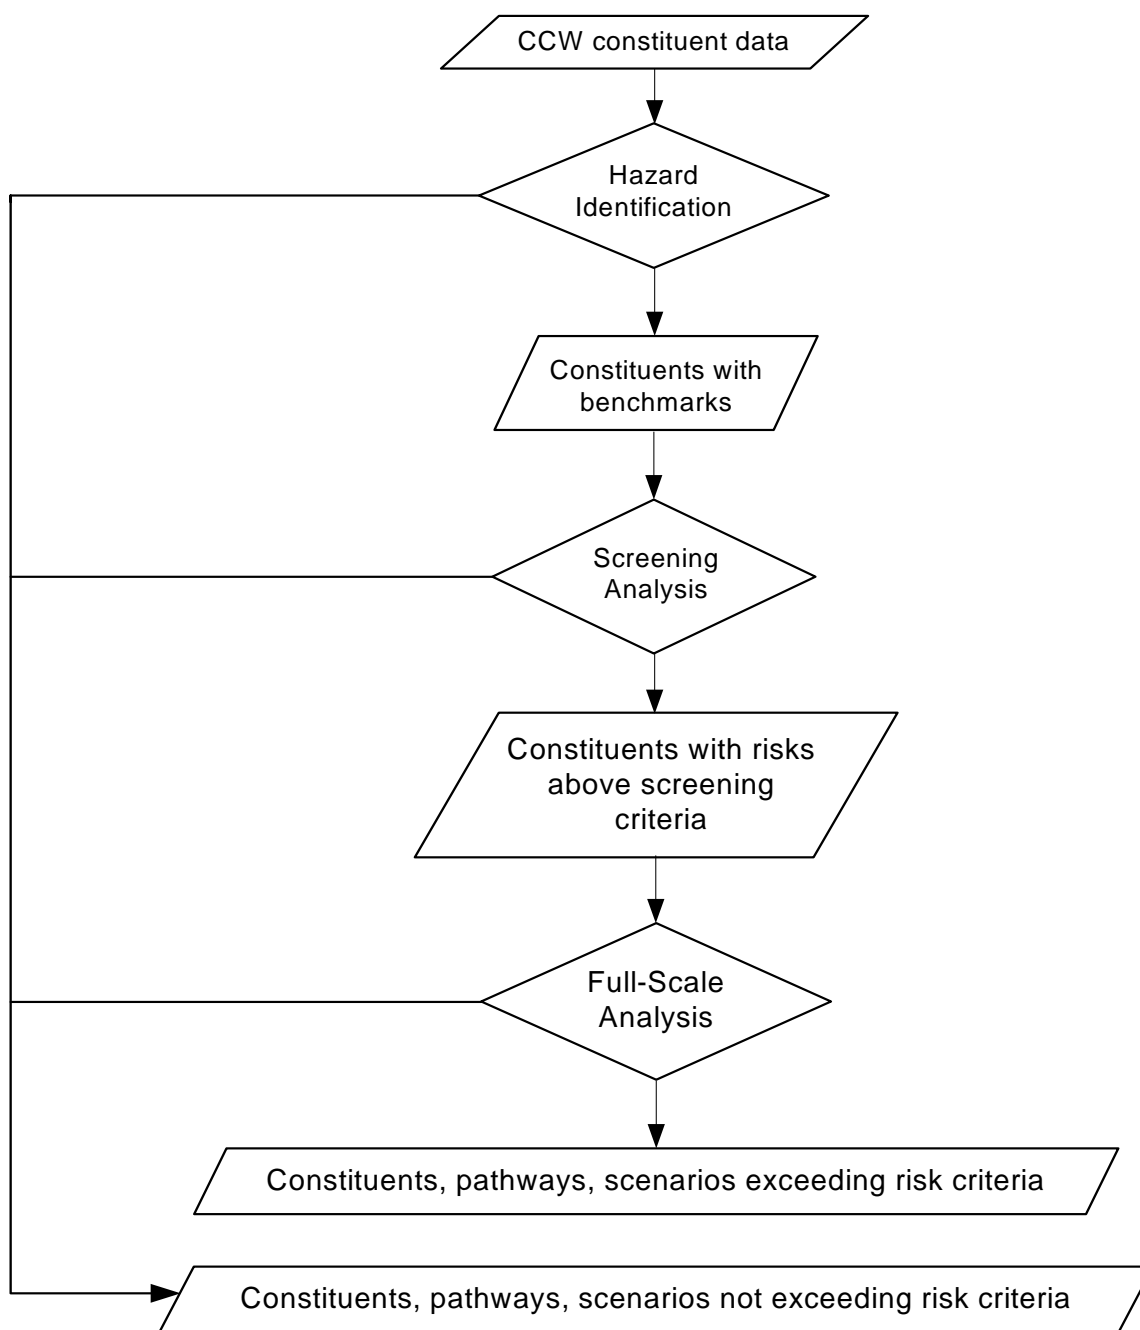 CCW constituent data
Hazard
Identification
Constituents with
benchmarks
Screening
Analysis
Constituents with risks
above screening
criteria
Full-Scale
Analysis
Constituents, pathways, scenarios exceeding risk criteria
Constituents, pathways, scenarios not exceeding risk criteria